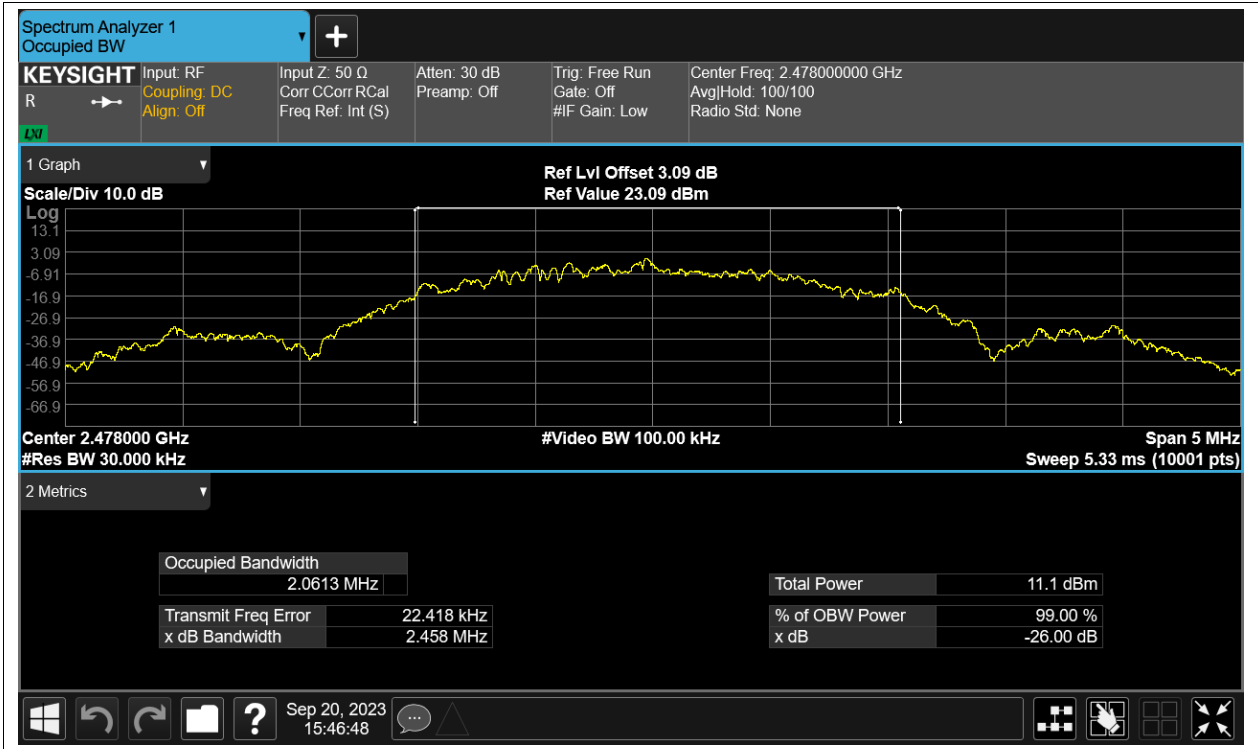 Spectrum Analyzer 1
Occupied BW
KEYSIGHT
R
LXI
Input: RF
Coupling: DC
Align: Off
Input Z: 50 Ω
Corr CCorr RCal
Freq Ref: Int (S)
Atten: 30 dB
Preamp: Off
Trig: Free Run
Gate: Off
#IF Gain: Low
Center Freq: 2.478000000 GHz
Avg|Hold: 100/100
Radio Std: None
1 Graph
Scale/Div 10.0 dB
Ref Lvl Offset 3.09 dB
Ref Value 23.09 dBm
Log
13.1
3.09
-6.91
-16.9
-26.9
-36.9
-46.9
-56.9
-66.9
Center 2.478000 GHz
#Res BW 30.000 kHz
#Video BW 100.00 kHz
Span 5 MHz
Sweep 5.33 ms (10001 pts)
2 Metrics
Occupied Bandwidth
2.0613 MHz
Transmit Freq Error 22.418 kHz
x dB Bandwidth 2.458 MHz
Total Power 11.1 dBm
% of OBW Power 99.00 %
x dB -26.00 dB
?
Sep 20, 2023
15:46:48